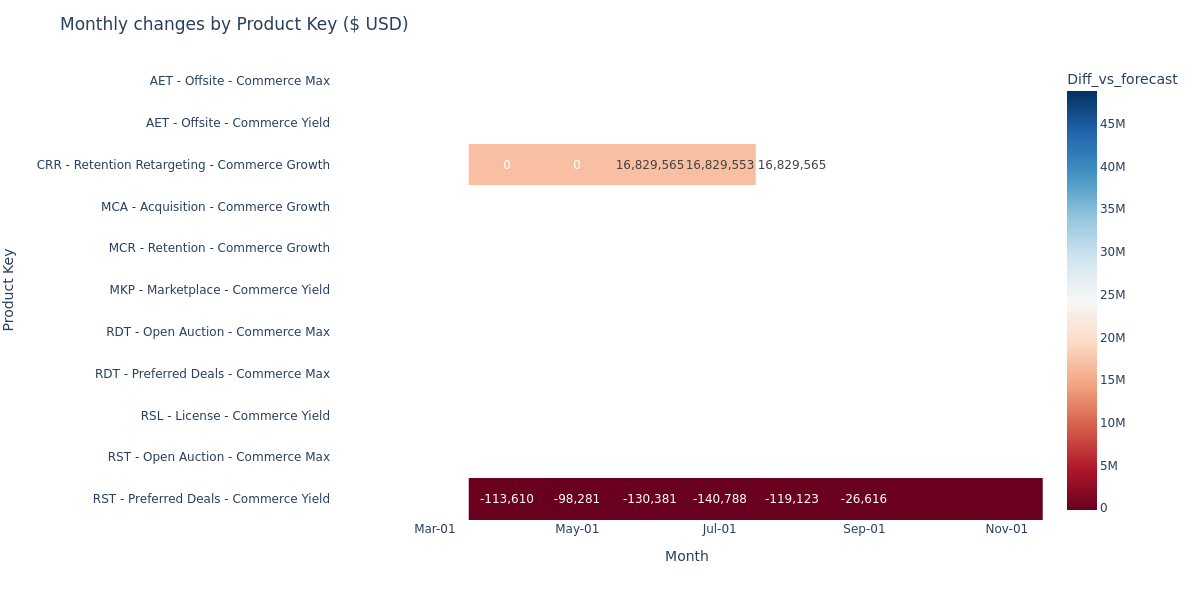 Monthly changes by Product Key ($ USD)
AET - Offsite - Commerce Max
AET - Offsite - Commerce Yield
CRR - Retention Retargeting - Commerce Growth
0 0 16,829,565 16,829,553 16,829,565
MCA - Acquisition - Commerce Growth
MCR - Retention - Commerce Growth
MKP - Marketplace - Commerce Yield
RDT - Open Auction - Commerce Max
RDT - Preferred Deals - Commerce Max
RSL - License - Commerce Yield
RST - Open Auction - Commerce Max
RST - Preferred Deals - Commerce Yield
-113,610 -98,281 -130,381 -140,788 -119,123 -26,616
Product Key
Mar-01 May-01 Jul-01 Sep-01 Nov-01
Month
Diff_vs_forecast
45M
40M
35M
30M
25M
20M
15M
10M
5M
0